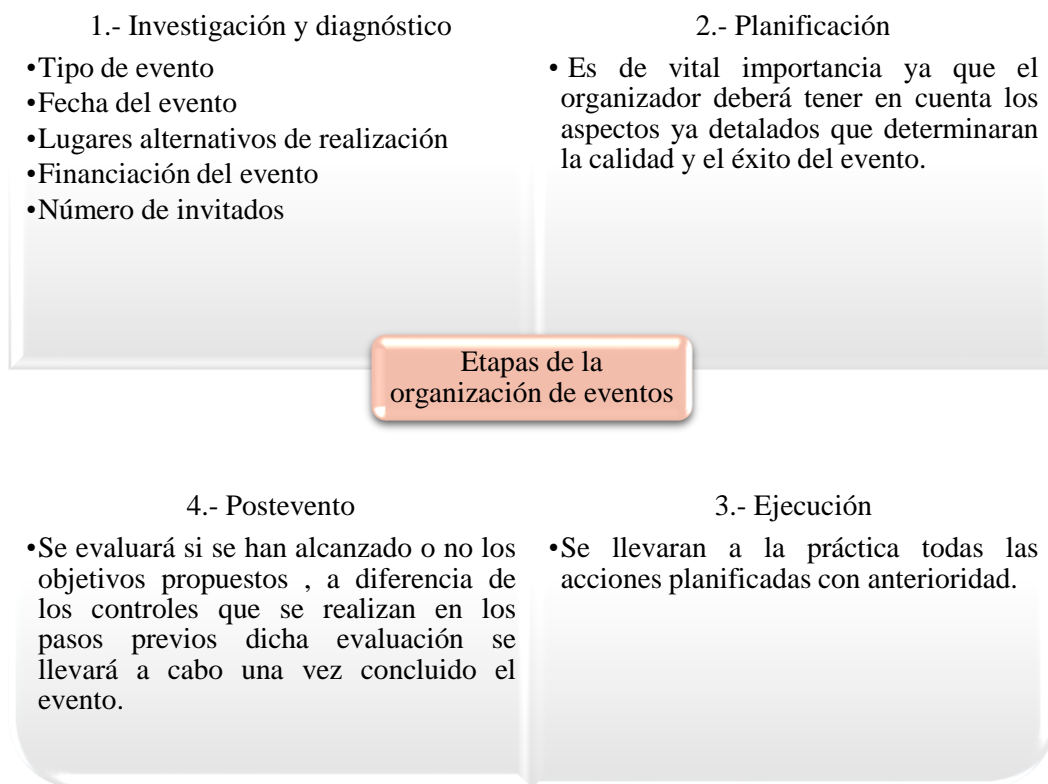 1.- Investigación y diagnóstico
•Tipo de evento
•Fecha del evento
•Lugares alternativos de realización
•Financiación del evento
•Número de invitados
2.- Planificación
• Es de vital importancia ya que el
organizador deberá tener en cuenta los
aspectos ya detalados que determinaran
la calidad y el éxito del evento.
Etapas de la
organización de eventos
4.- Postevento
•Se evaluará si se han alcanzado o no los
objetivos propuestos , a diferencia de
los controles que se realizan en los
pasos previos dicha evaluación se
llevará a cabo una vez concluido el
evento.
3.- Ejecución
•Se llevaran a la práctica todas las
acciones planificadas con anterioridad.